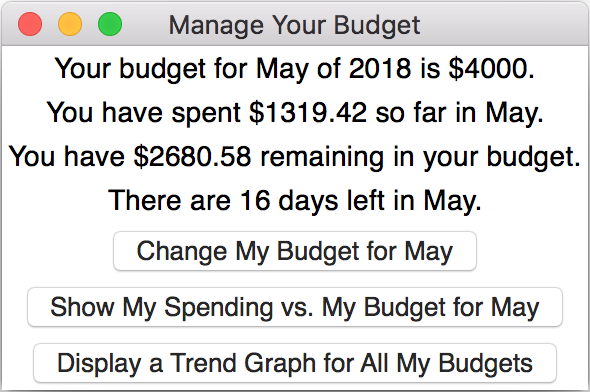 Manage Your Budget
Your budget for May of 2018 is $4000.
You have spent $1319.42 so far in May.
You have $2680.58 remaining in your budget.
There are 16 days left in May.
Change My Budget for May
Show My Spending vs. My Budget for May
Display a Trend Graph for All My Budgets